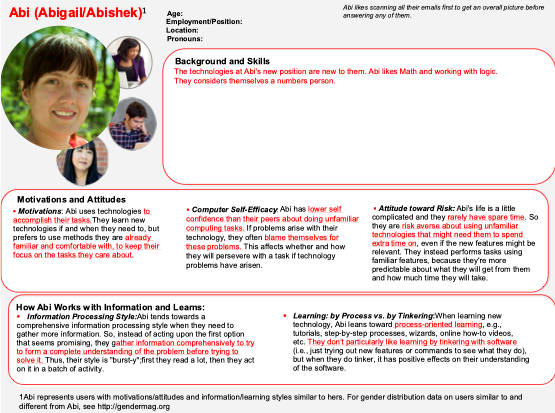 Abi (Abigail/Abishek)1
Age:
Employment/Position:
Location:
Pronouns:
Abi likes scanning all their emails first to get an overall picture before
answering any of them.
Background and Skills
The technologies at Abi's new position are new to them. Abi likes Math and working with logic.
They considers themselves a numbers person.
Motivations and Attitudes
▪ Motivations: Abi uses technologies to
accomplish their tasks.They learn new
technologies if and when they need to, but
prefers to use methods they are already
familiar and comfortable with, to keep their
focus on the tasks they care about.
▪ Computer Self-Efficacy Abi has lower self
confidence than their peers about doing unfamiliar
computing tasks. If problems arise with their
technology, they often blame themselves for
these problems. This affects whether and how
they will persevere with a task if technology
problems have arisen.
▪ Attitude toward Risk: Abi's life is a little
complicated and they rarely have spare time. So
they are risk averse about using unfamiliar
technologies that might need them to spend
extra time on, even if the new features might be
relevant. They instead performs tasks using
familiar features, because they're more
predictable about what they will get from them
and how much time they will take.
How Abi Works with Information and Learns:
▪ Information Processing Style:Abi tends towards a
comprehensive information processing style when they need to
gather more information. So, instead of acting upon the first option
that seems promising, they gather information comprehensively to try
to form a complete understanding of the problem before trying to
solve it. Thus, their style is "burst-y";first they read a lot, then they act
on it in a batch of activity.
▪ Learning: by Process vs. by Tinkering:When learning new
technology, Abi leans toward process-oriented learning, e.g.,
tutorials, step-by-step processes, wizards, online how-to videos,
etc. They don't particularly like learning by tinkering with software
(i.e., just trying out new features or commands to see what they do),
but when they do tinker, it has positive effects on their understanding
of the software.
1Abi represents users with motivations/attitudes and information/learning styles similar to hers. For gender distribution data on users similar to and
different from Abi, see http://gendermag.org